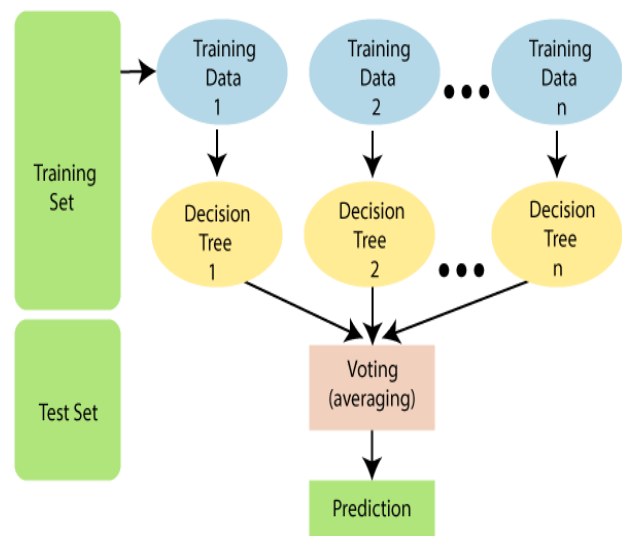 Training
Set
Test Set
Training
Data
1
Training
Data
2
Training
Data
n
Decision
Tree
1
Decision
Tree
2
Decision
Tree
n
Voting
(averaging)
Prediction